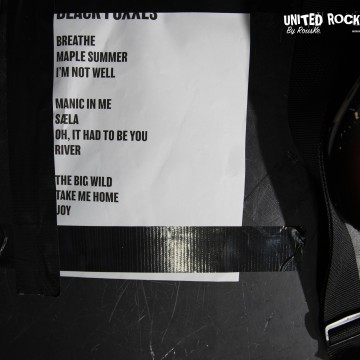 BLACK FOXXES
UNITED ROCK
By Rouslo.
BREATHE
MAPLE SUMMER
I'M NOT WELL
MANIC IN ME
SÆLA
OH, IT HAD TO BE YOU
RIVER
THE BIG WILD
TAKE ME HOME
JOY